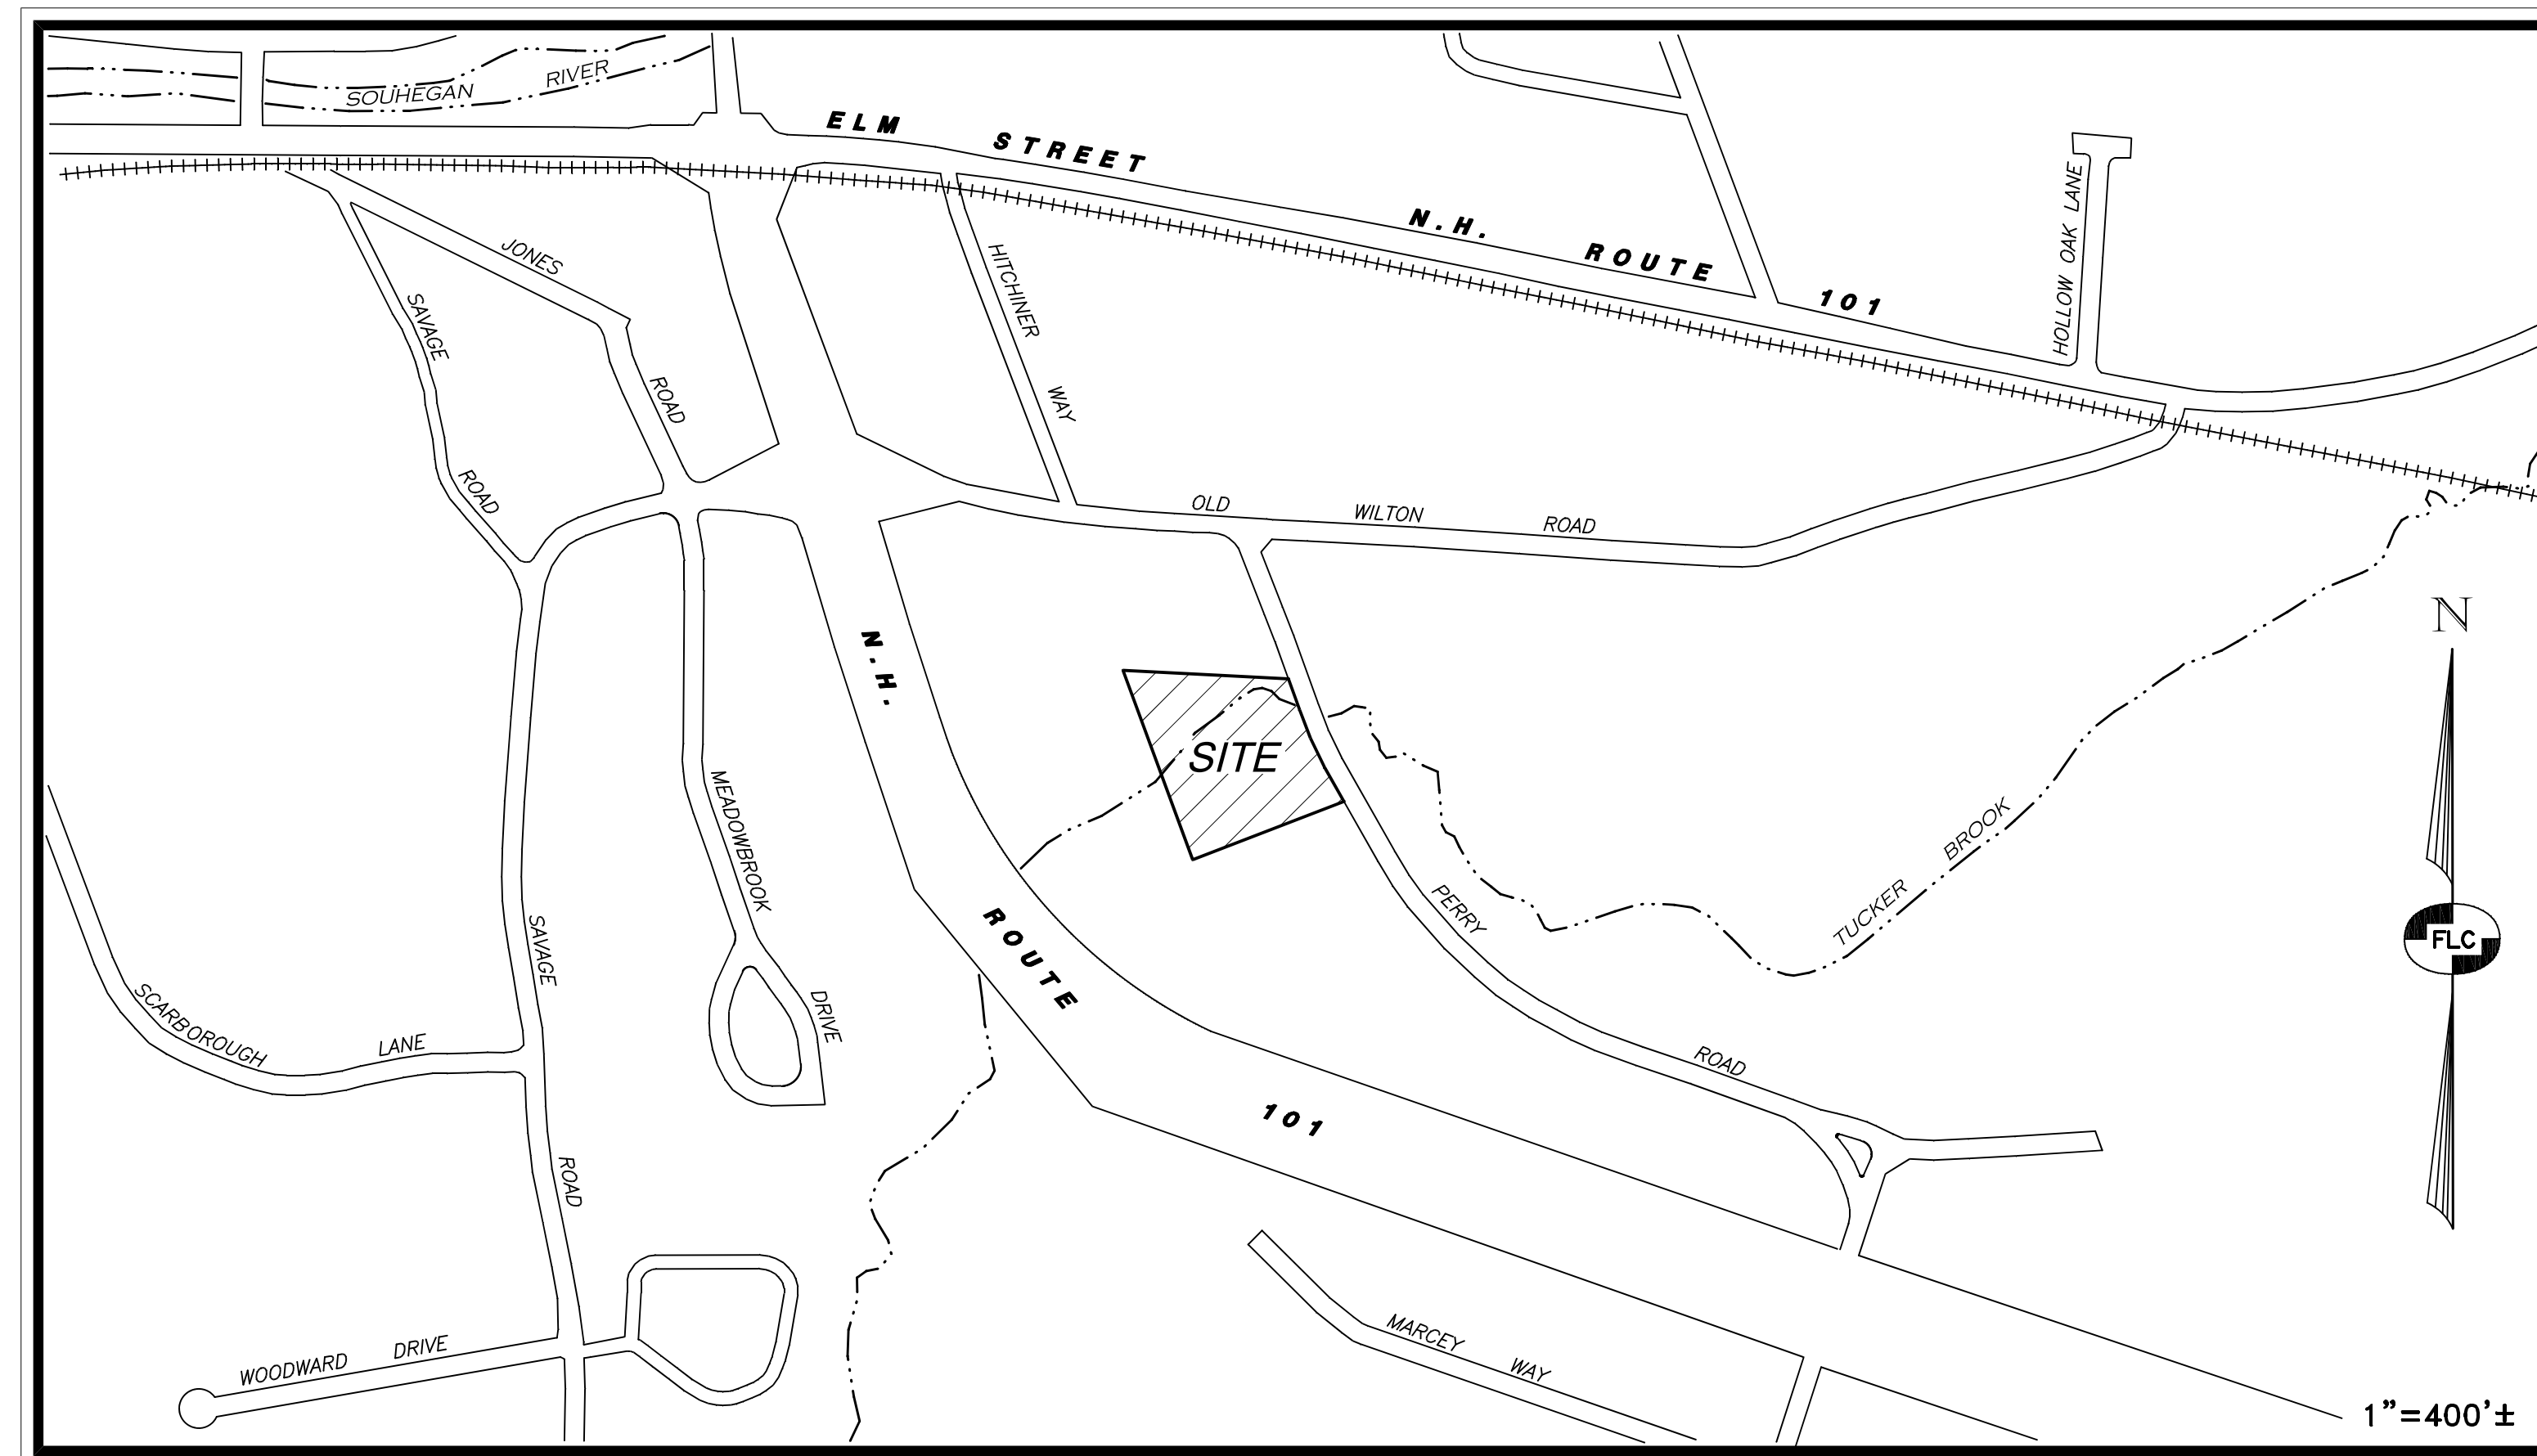 SOUHEGAN RIVER
ELM STREET
N.H. ROUTE 101
HOLLOW OAK LANE
JONES ROAD
SAVAGE ROAD
HITCHINER WAY
OLD WILTON ROAD
N
N.H. ROUTE 101
SITE
MEADOWBROOK DRIVE
TUCKER BROOK
PERRY ROAD
FLC
SAVAGE ROAD
SCARBOROUGH LANE
WOODWARD DRIVE
MARCEY WAY
1”=400'±